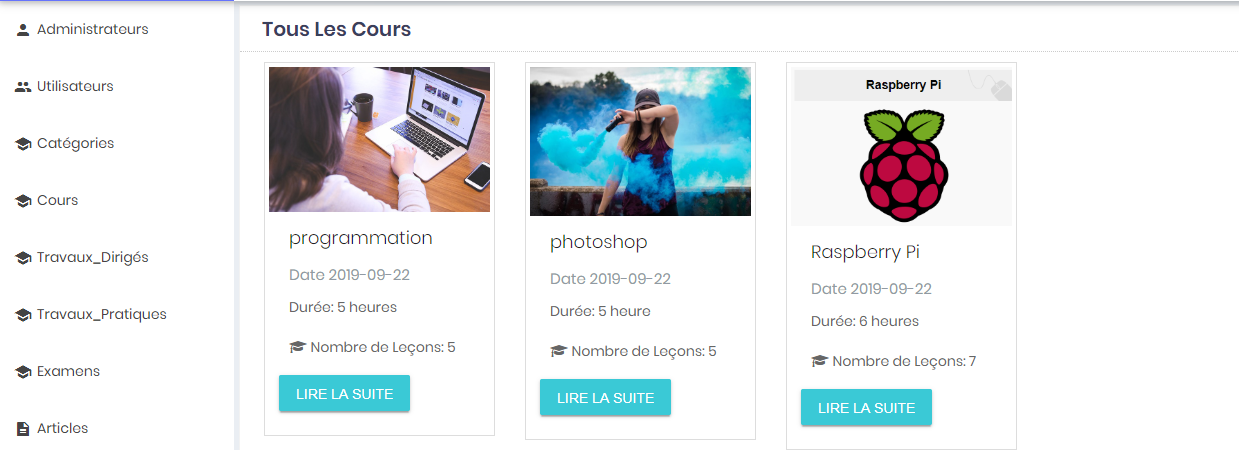 Administrateurs
Utilisateurs
Catégories
Cours
Travaux_Dirigés
Travaux_Pratiques
Examens
Articles
Tous Les Cours
programmation
Date 2019-09-22
Durée: 5 heures
Nombre de Leçons: 5
LIRE LA SUITE
photoshop
Date 2019-09-22
Durée: 5 heure
Nombre de Leçons: 5
LIRE LA SUITE
Raspberry Pi
Raspberry Pi
Date 2019-09-22
Durée: 6 heures
Nombre de Leçons: 7
LIRE LA SUITE